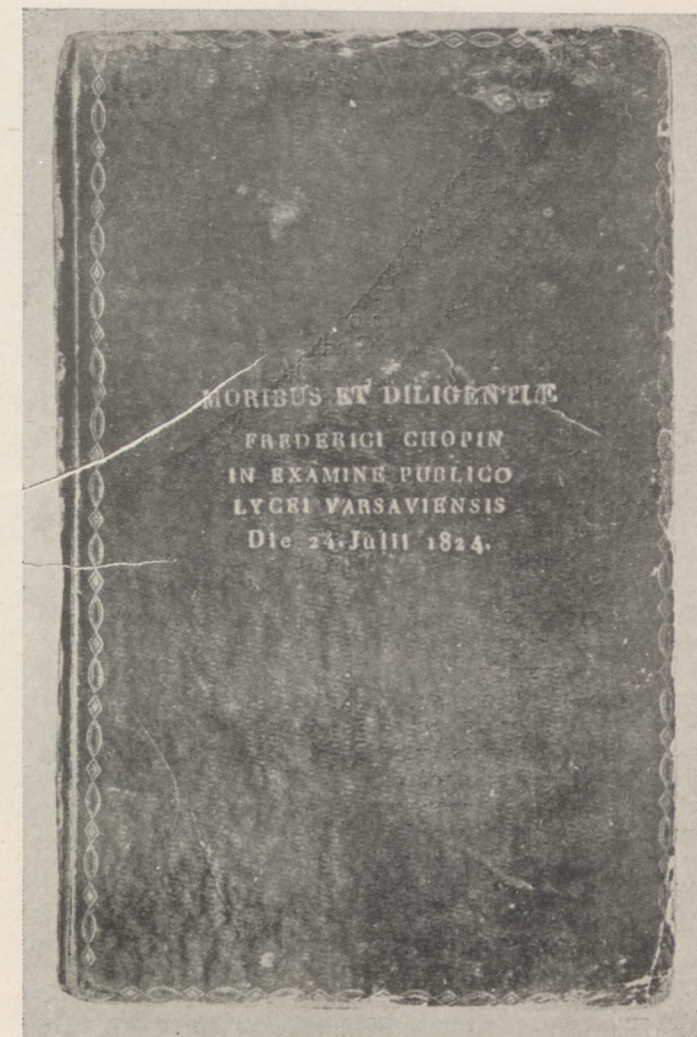 MORIBUS ET DILIGENTIÆ
FREDERICI CHOPIN
IN EXAMINE PUBLICO
LYCEI VARSAVIENSIS
Die 24. Julii 1824.